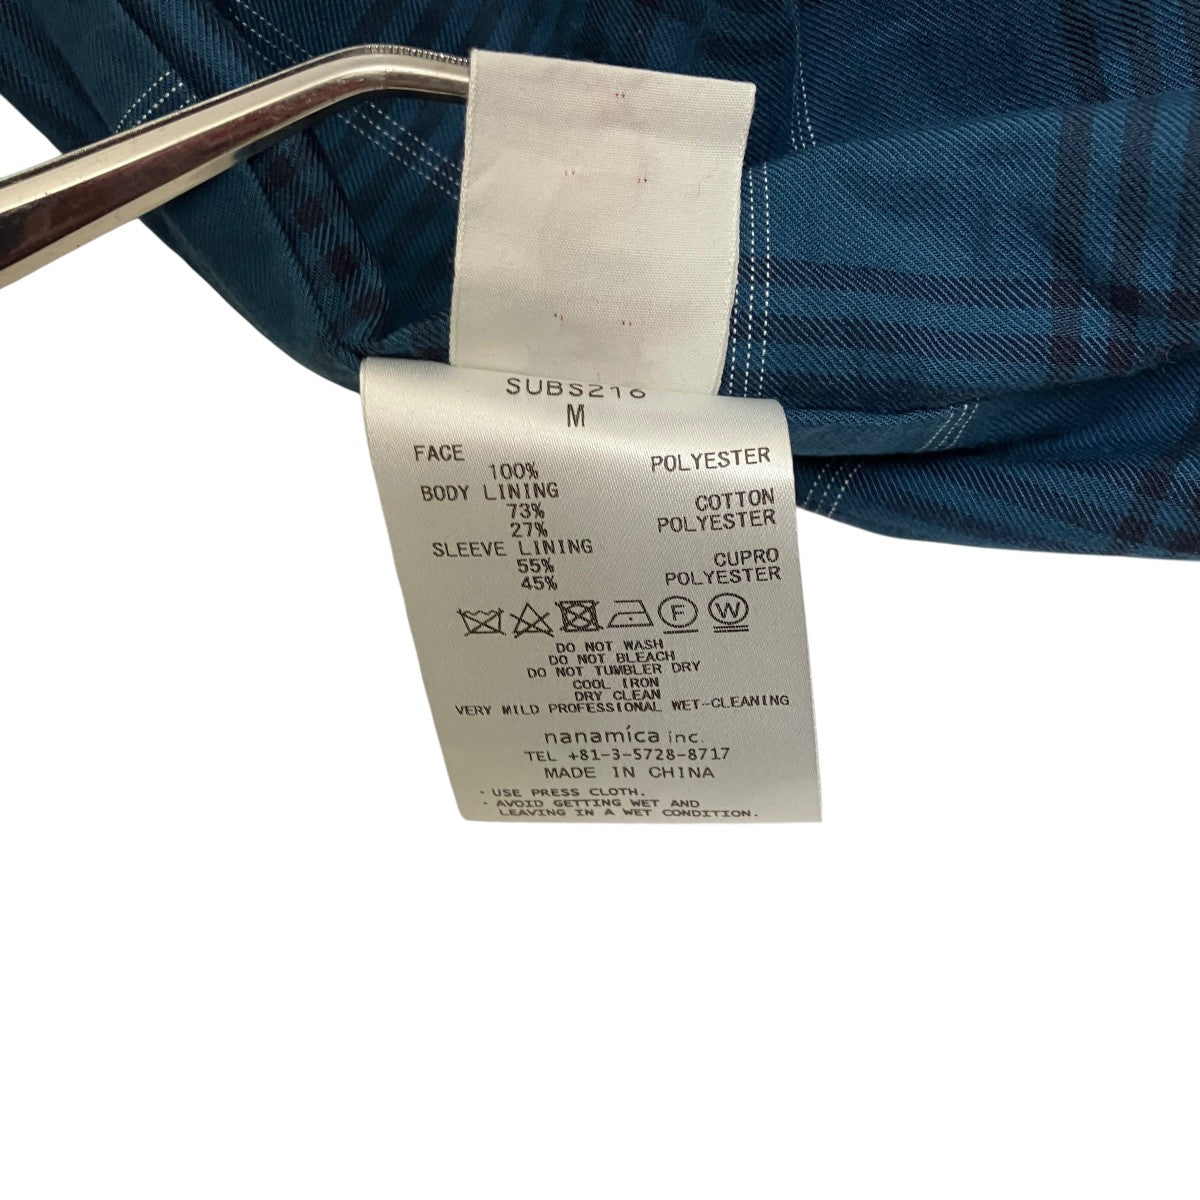 SUBS216
M
FACE
100% POLYESTER
BODY LINING
73% COTTON
27% POLYESTER
SLEEVE LINING
55% CUPRO
45% POLYESTER
F W
DO NOT WASH
DO NOT BLEACH
DO NOT TUMBLER DRY
COOL IRON
DRY CLEAN
VERY MILD PROFESSIONAL WET-CLEANING
nanamica inc.
TEL +81-3-5728-8717
MADE IN CHINA
・USE PRESS CLOTH.
・AVOID GETTING WET AND
LEAVING IN A WET CONDITION.